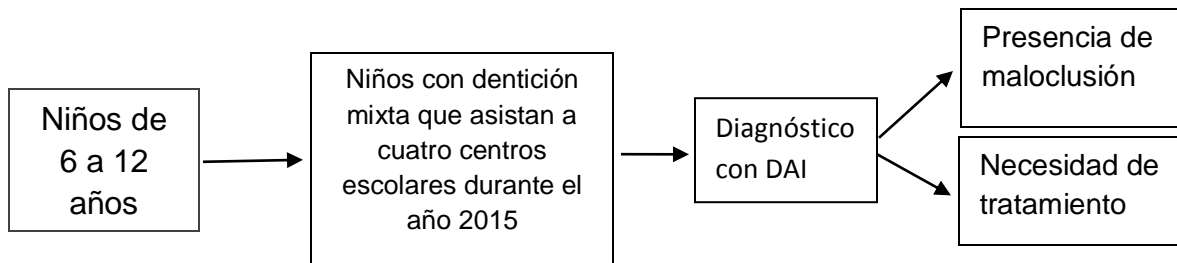 Niños de
6 a 12
años
Niños con dentición
mixta que asistan a
cuatro centros
escolares durante el
año 2015
Diagnóstico
con DAI
Presencia de
maloclusión
Necesidad de
tratamiento